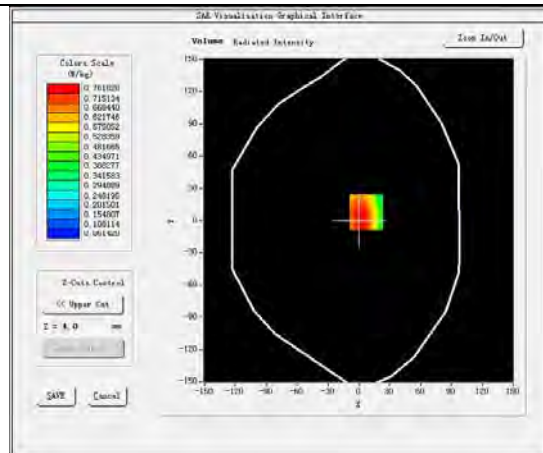 SAR Visualisation Graphical Interface
Volume Radiated Intensity
Zoom In/Out
Colors Scale
(W/kg)
0.761828
0.715134
0.668440
0.621746
0.575052
0.528359
0.481665
0.434971
0.388277
0.341583
0.294889
0.248195
0.201501
0.154807
0.108114
0.061420
Z-Cuts Control
<< Upper Cut
Z = 4.0 mm
SAVE
Cancel
150-
120-
90-
60-
30-
0-
-30-
-60-
-90-
-120-
-150-
Y
-150 -120 -90 -60 -30 0 30 60 90 120 150
X